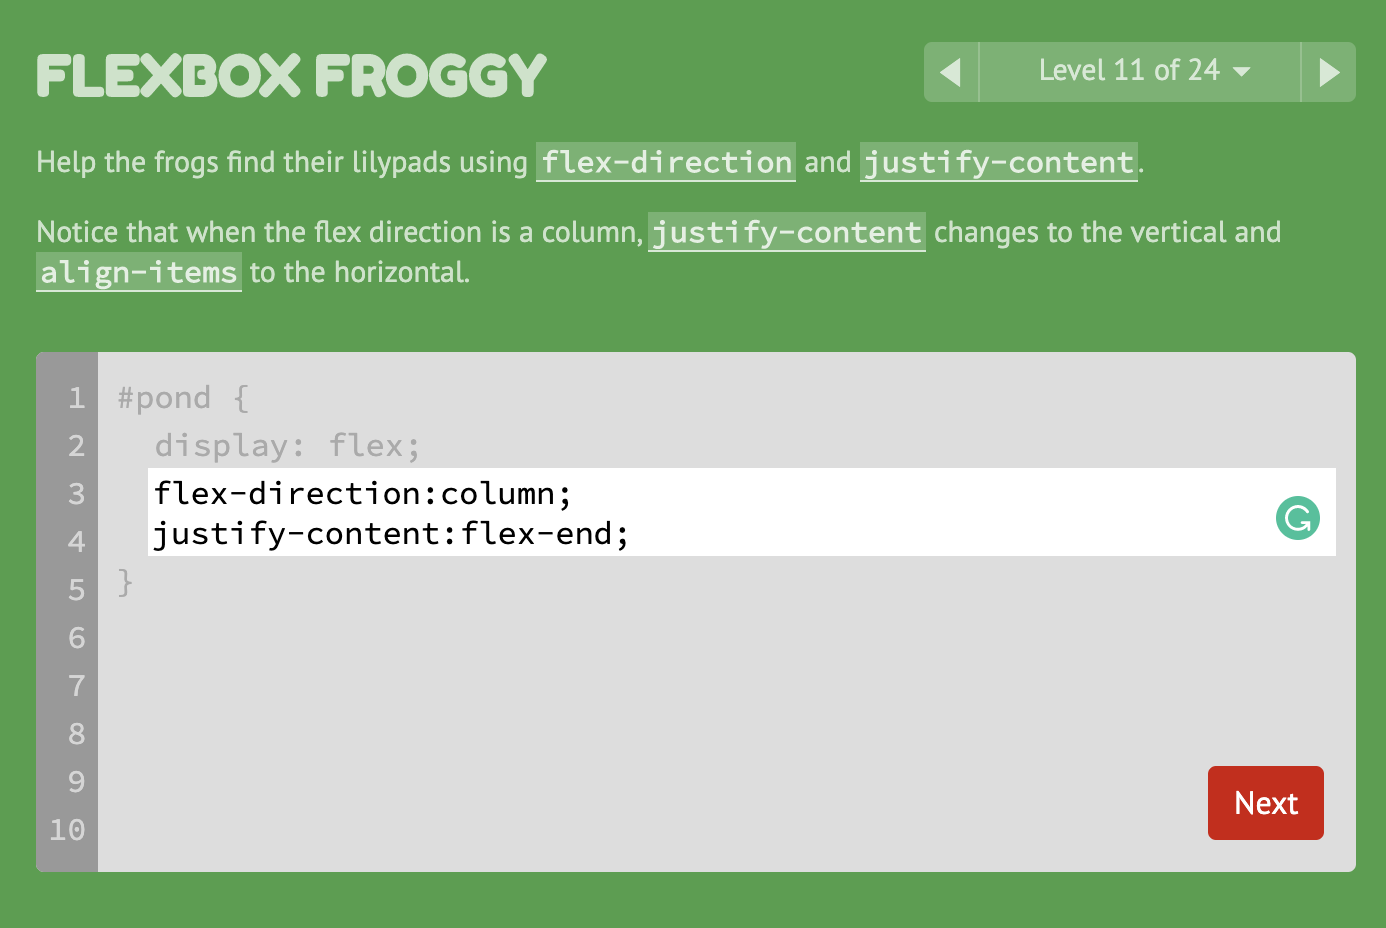 FLEXBOX FROGGY
Level 11 of 24
Help the frogs find their lilypads using flex-direction and justify-content.
Notice that when the flex direction is a column, justify-content changes to the vertical and
align-items to the horizontal.
1 #pond {
2 display: flex;
3 flex-direction:column;
4 justify-content:flex-end;
5 }
6
7
8
9
10
Next